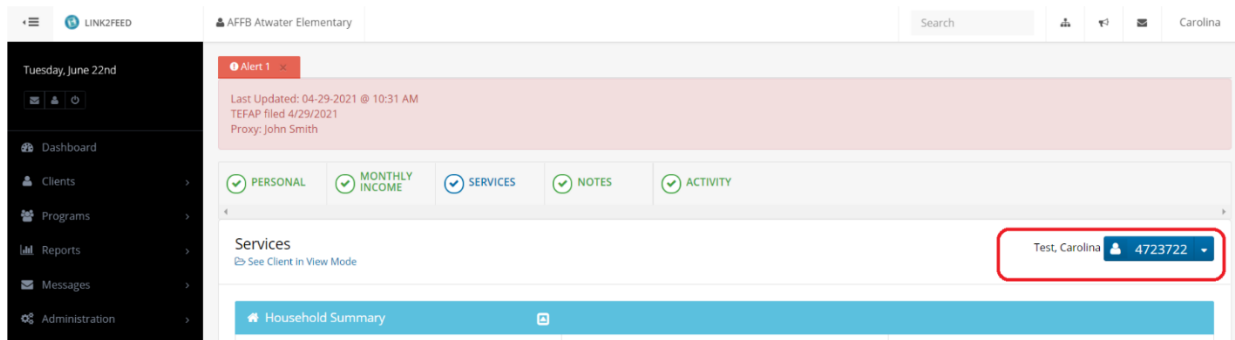 LINK2FEED
AFFB Atwater Elementary
Search
Carolina
Tuesday, June 22nd
Alert 1 ×
Last Updated: 04-29-2021 @ 10:31 AM
TEFAP filed 4/29/2021
Proxy: John Smith
Dashboard
Clients
Programs
Reports
Messages
Administration
PERSONAL
MONTHLY
INCOME
SERVICES
NOTES
ACTIVITY
Services
See Client in View Mode
Test, Carolina
4723722
Household Summary